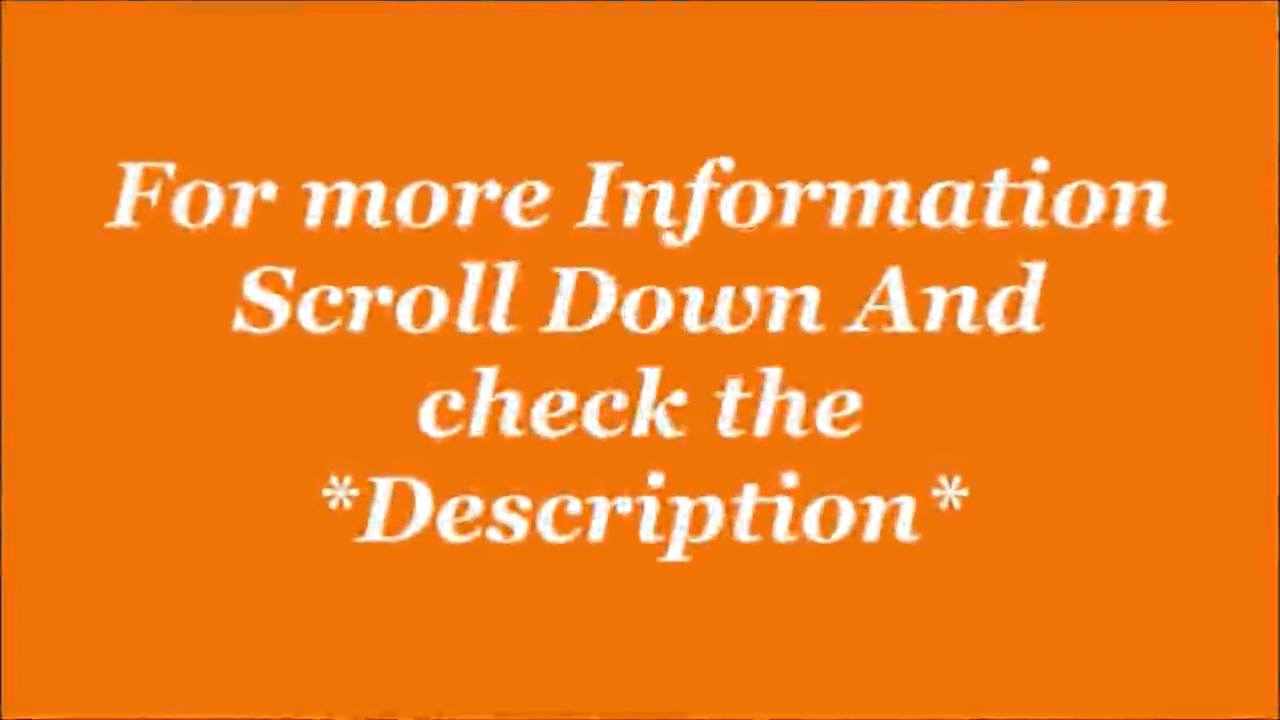 For more Information
Scroll Down And
check the
*Description*